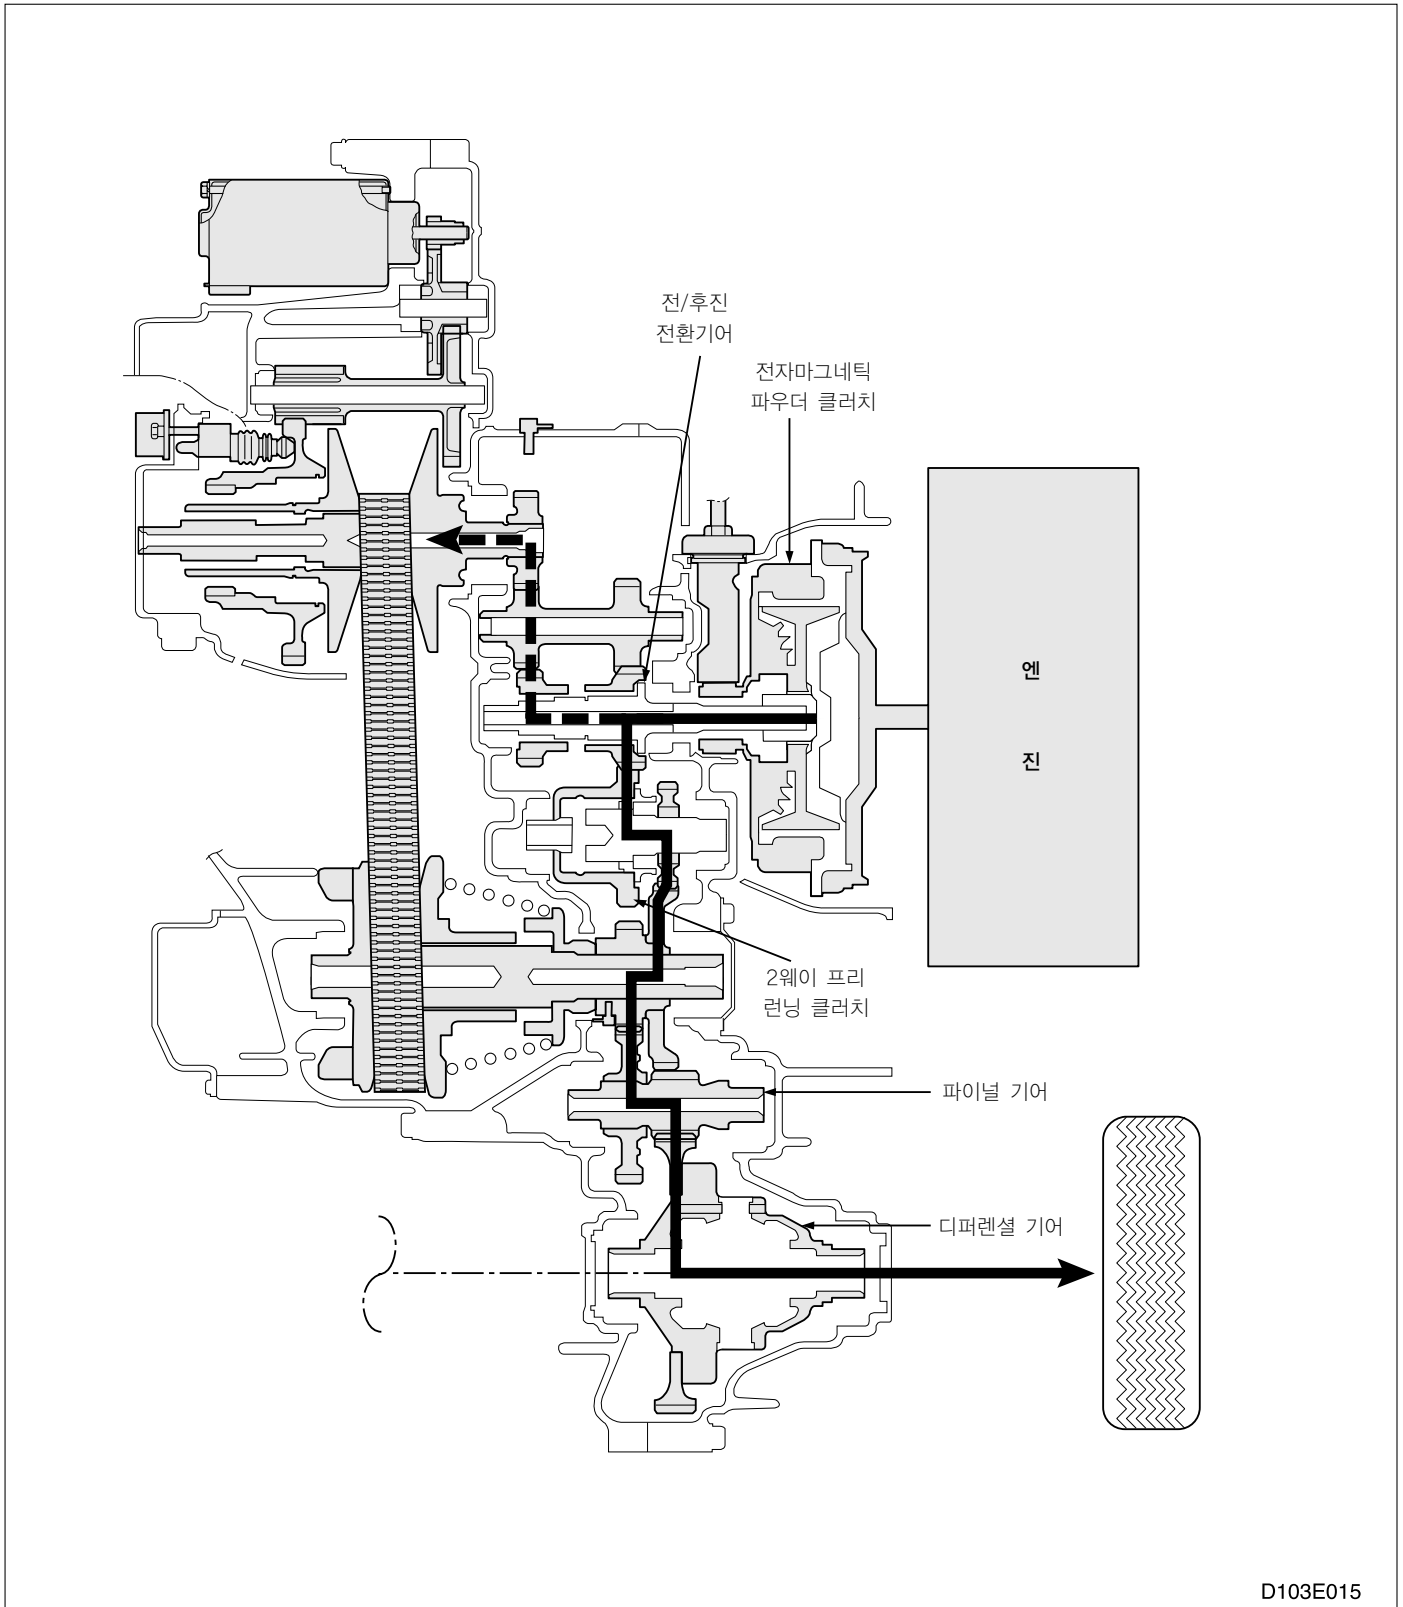 전/후진
전환기어
전자마그네틱
파우더 클러치
엔
진
2웨이 프리
런닝 클러치
파이널 기어
디퍼렌셜 기어
D103E015